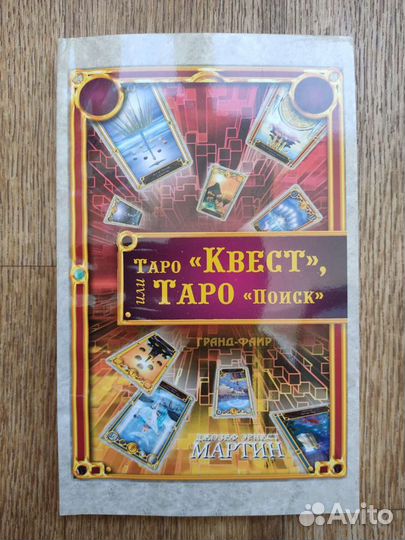 Таро «Квест»,
или
Таро «Поиск»
ГРАНД-ФАИР
ДЖОЗЕФ ЭРНЕСТ
МАРТИН
Avito